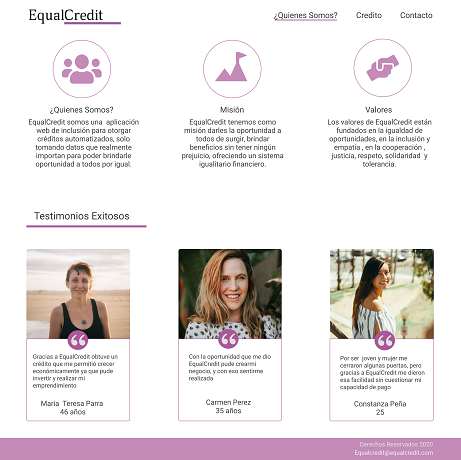 EqualCredit
¿Quienes Somos?
Credito
Contacto
¿Quienes Somos?
EqualCredit somos una aplicación
web de inclusión para otorgar
créditos automatizados, solo
tomando datos que realmente
importan para poder brindarle
oportunidad a todos por igual.
Misión
EqualCredit tenemos como
misión darles la oportunidad a
todos de surgir, brindar
beneficios sin tener ningún
prejuicio, ofreciendo un sistema
igualitario financiero.
Valores
Los valores de EqualCredit están
fundados en la igualdad de
oportunidades, en la inclusión y
empatía , en la cooperación ,
justicia, respeto, solidaridad y
tolerancia.
Testimonios Exitosos
Gracias a EqualCredit obtuve un
crédito que me permitió crecer
económicamente ya que pude
invertir y realizar mi
emprendimiento
María Teresa Parra
46 años
Con la oportunidad que me dio
EqualCredit pude crearmi
negocio, y con eso sentirme
realizada
Carmen Perez
35 años
Por ser joven y mujer me
cerraron algunas puertas, pero
gracias a EqualCredit me dieron
esa facilidad sin cuestionar mi
capacidad de pago
Constanza Peña
25
Derechos Reservados 2020
Equalcredit@equalcredit.com